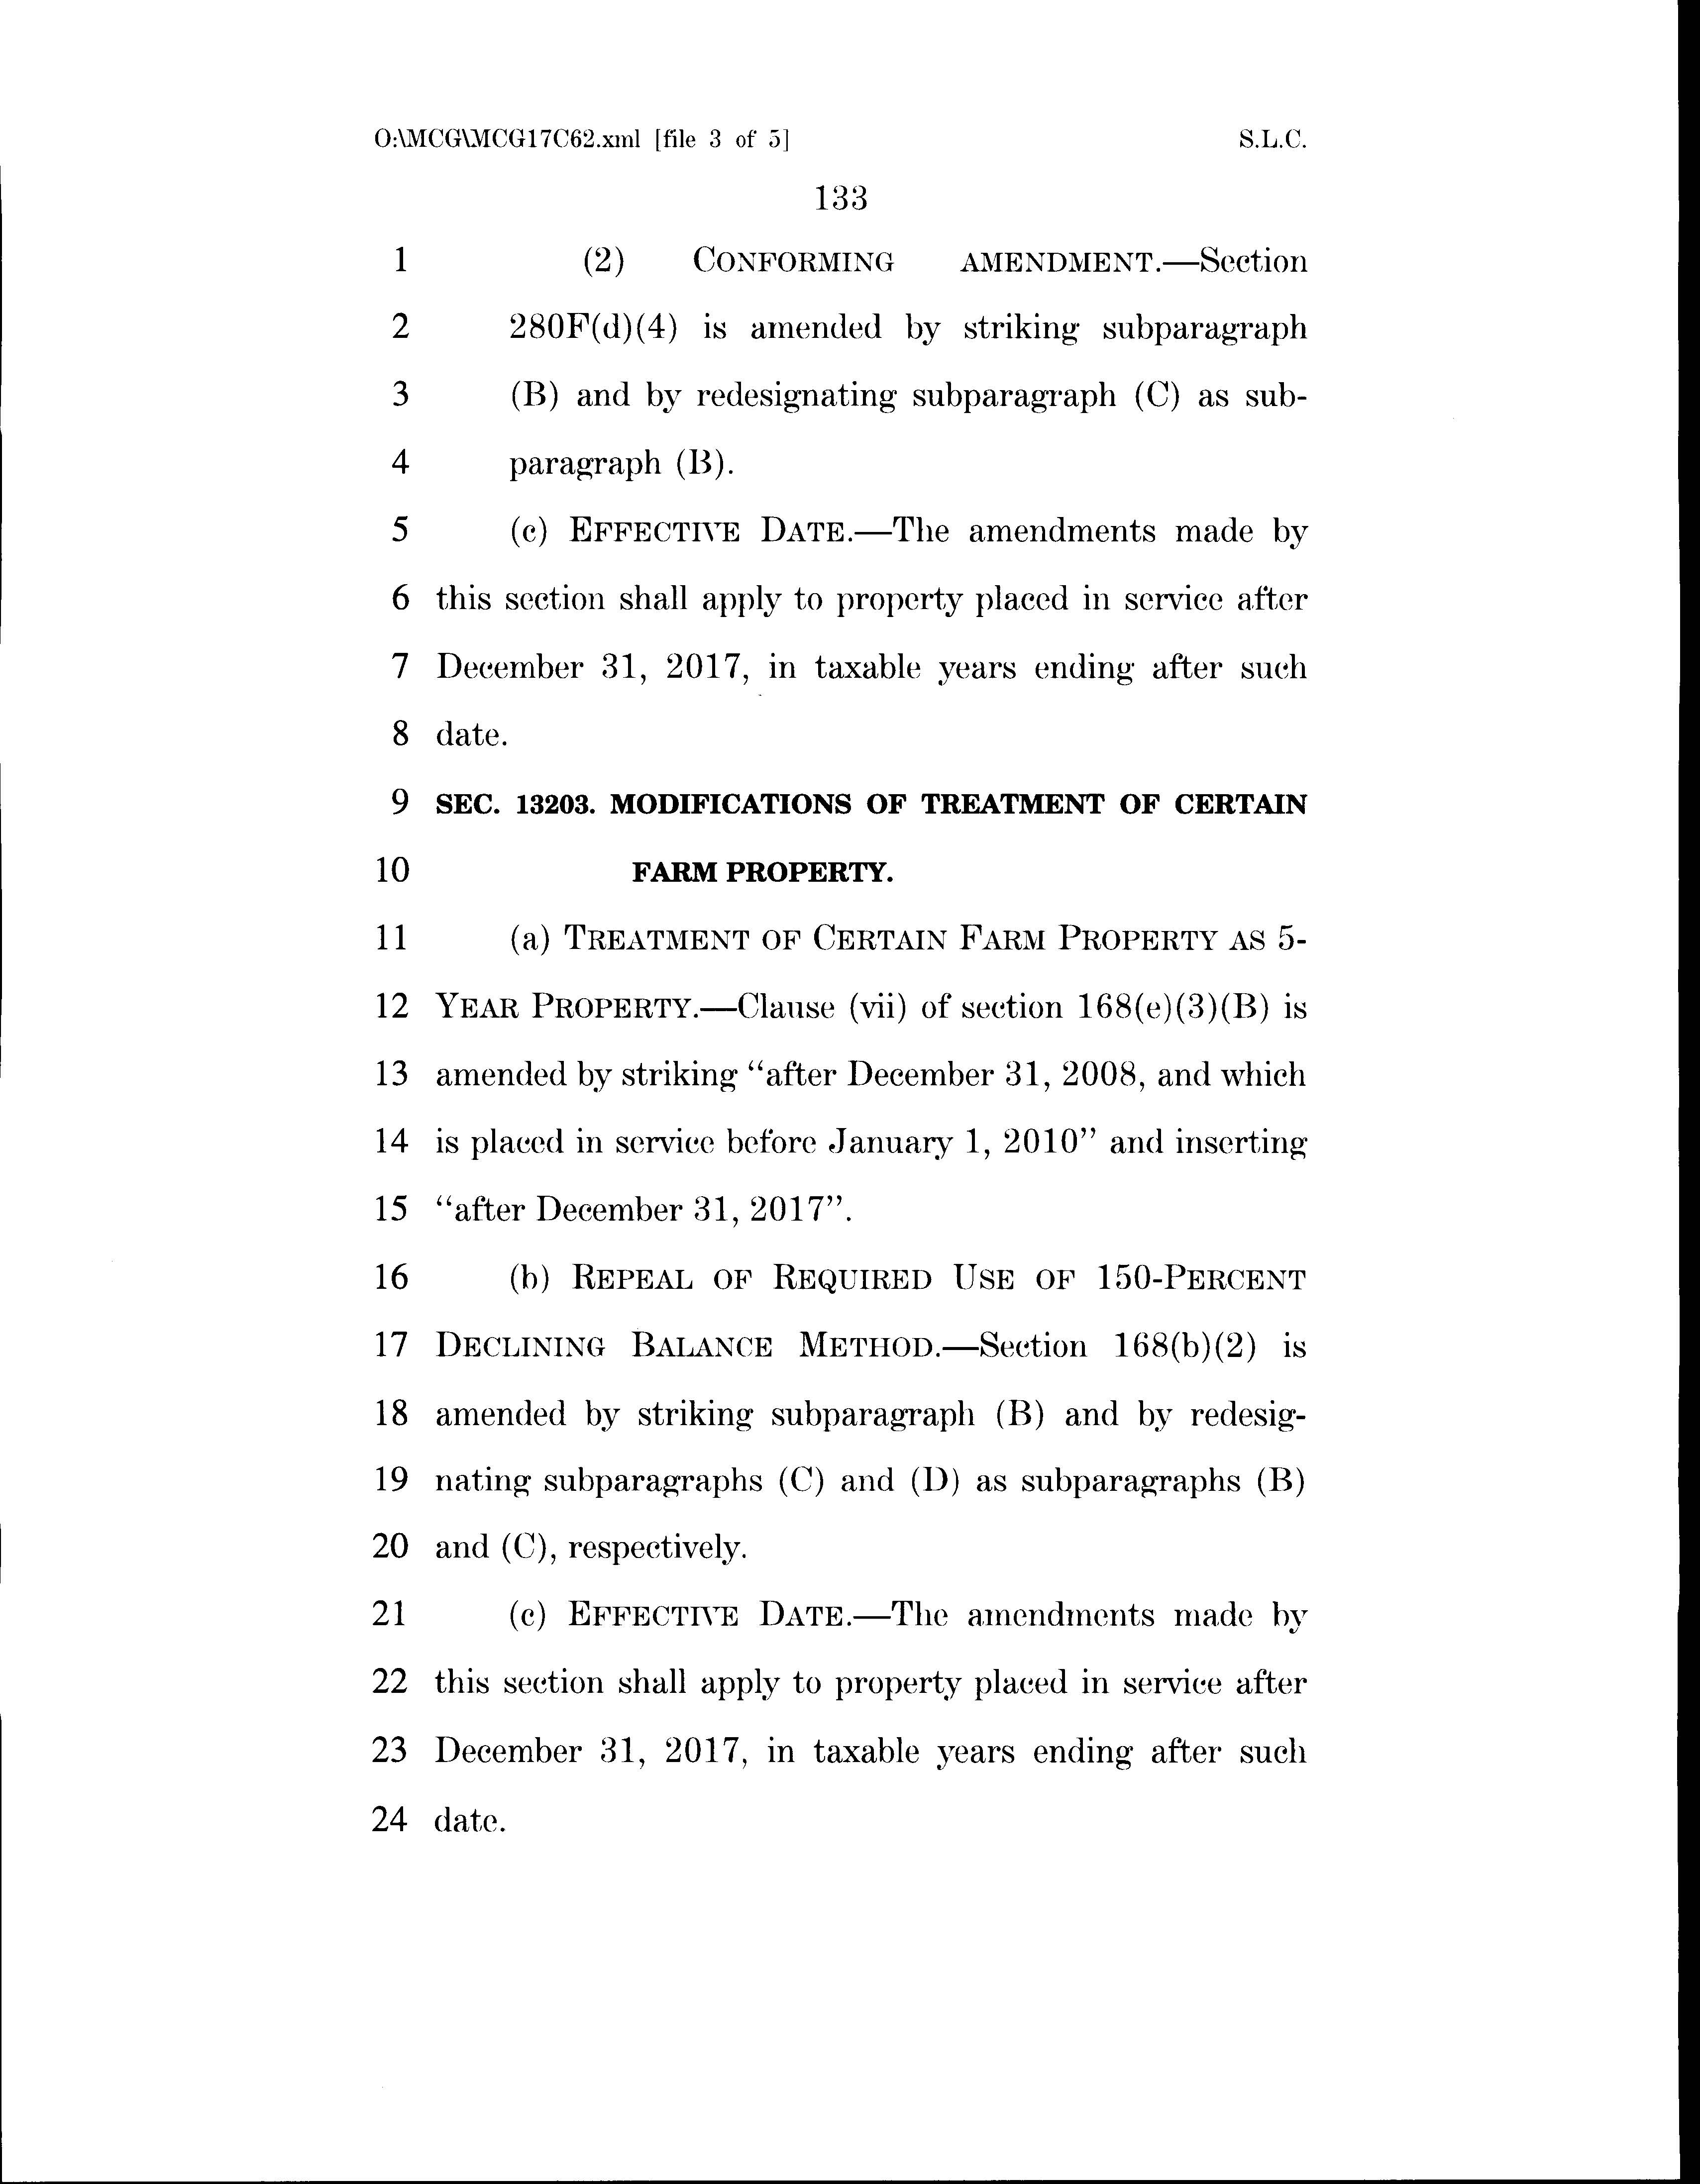 O:\MCG\MCG17C62.xml [file 3 of 5] S.L.C.
133
1 (2) CONFORMING AMENDMENT.—Section
2 280F(d)(4) is amended by striking subparagraph
3 (B) and by redesignating subparagraph (C) as sub-
4 paragraph (B).
5 (c) EFFECTIVE DATE.—The amendments made by
6 this section shall apply to property placed in service after
7 December 31, 2017, in taxable years ending after such
8 date.
9 SEC. 13203. MODIFICATIONS OF TREATMENT OF CERTAIN
10 FARM PROPERTY.
11 (a) TREATMENT OF CERTAIN FARM PROPERTY AS 5-
12 YEAR PROPERTY.—Clause (vii) of section 168(e)(3)(B) is
13 amended by striking “after December 31, 2008, and which
14 is placed in service before January 1, 2010” and inserting
15 “after December 31, 2017”.
16 (b) REPEAL OF REQUIRED USE OF 150-PERCENT
17 DECLINING BALANCE METHOD.—Section 168(b)(2) is
18 amended by striking subparagraph (B) and by redesig-
19 nating subparagraphs (C) and (D) as subparagraphs (B)
20 and (C), respectively.
21 (c) EFFECTIVE DATE.—The amendments made by
22 this section shall apply to property placed in service after
23 December 31, 2017, in taxable years ending after such
24 date.